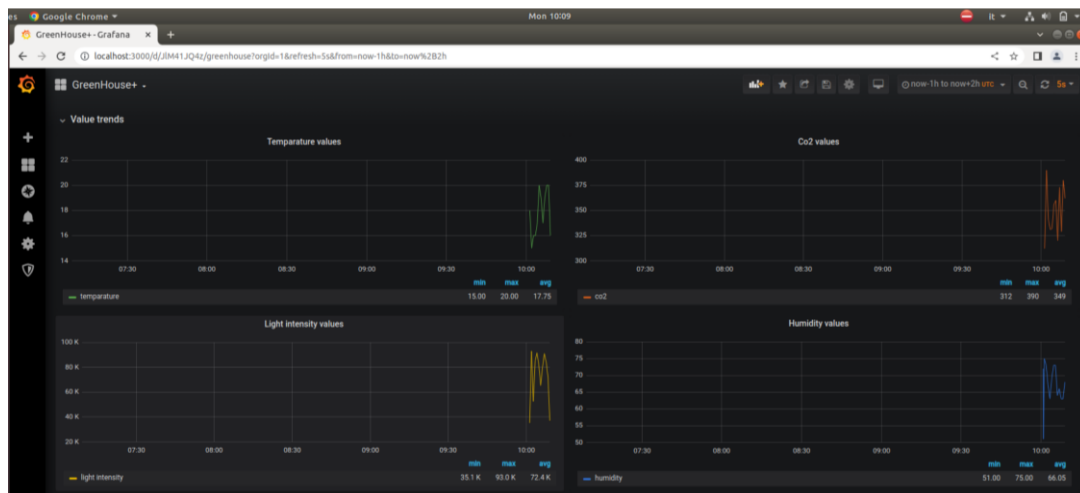 es Google Chrome ▾ Mon 10:09 it ▾
GreenHouse+ - Grafana × +
localhost:3000/d/JlM41JQ4z/greenhouse?orgId=1&refresh=5s&from=now-1h&to=now%2B2h
GreenHouse+ now-1h to now+2h UTC 5s
Value trends
Temparature values
22
20
18
16
14
07:30 08:00 08:30 09:00 09:30 10:00
min max avg
temparature 15.00 20.00 17.75
Co2 values
400
375
350
325
300
07:30 08:00 08:30 09:00 09:30 10:00
min max avg
co2 312 390 349
Light intensity values
100 K
80 K
60 K
40 K
20 K
07:30 08:00 08:30 09:00 09:30 10:00
min max avg
light intensity 35.1 K 93.0 K 72.4 K
Humidity values
80
75
70
65
60
55
50
07:30 08:00 08:30 09:00 09:30 10:00
min max avg
humidity 51.00 75.00 66.05